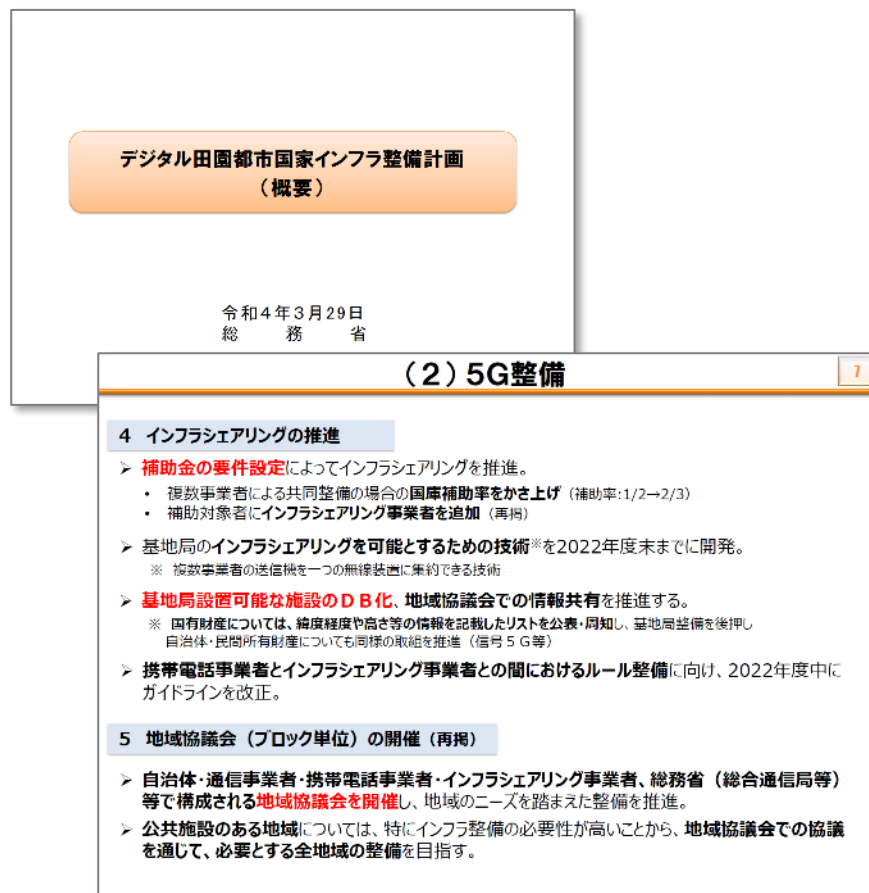 デジタル田園都市国家インフラ整備計画
（概要）
令和４年３月29日
総務省
（２）５G整備
7
4 インフラシェアリングの推進
➢ 補助金の要件設定によってインフラシェアリングを推進。
• 複数事業者による共同整備の場合の国庫補助率をかさ上げ（補助率:1/2→2/3）
• 補助対象者にインフラシェアリング事業者を追加（再掲）
➢ 基地局のインフラシェアリングを可能とするための技術※を2022年度末までに開発。
※ 複数事業者の送信機を一つの無線装置に集約できる技術
➢ 基地局設置可能な施設のＤＢ化、地域協議会での情報共有を推進する。
※ 国有財産については、緯度経度や高さ等の情報を記載したリストを公表・周知し、基地局整備を後押し
自治体・民間所有財産についても同様の取組を推進（信号５Ｇ等）
➢ 携帯電話事業者とインフラシェアリング事業者との間におけるルール整備に向け、2022年度中に
ガイドラインを改正。
5 地域協議会（ブロック単位）の開催（再掲）
➢ 自治体・通信事業者・携帯電話事業者・インフラシェアリング事業者、総務省（総合通信局等）
等で構成される地域協議会を開催し、地域のニーズを踏まえた整備を推進。
➢ 公共施設のある地域については、特にインフラ整備の必要性が高いことから、地域協議会での協議
を通じて、必要とする全地域の整備を目指す。